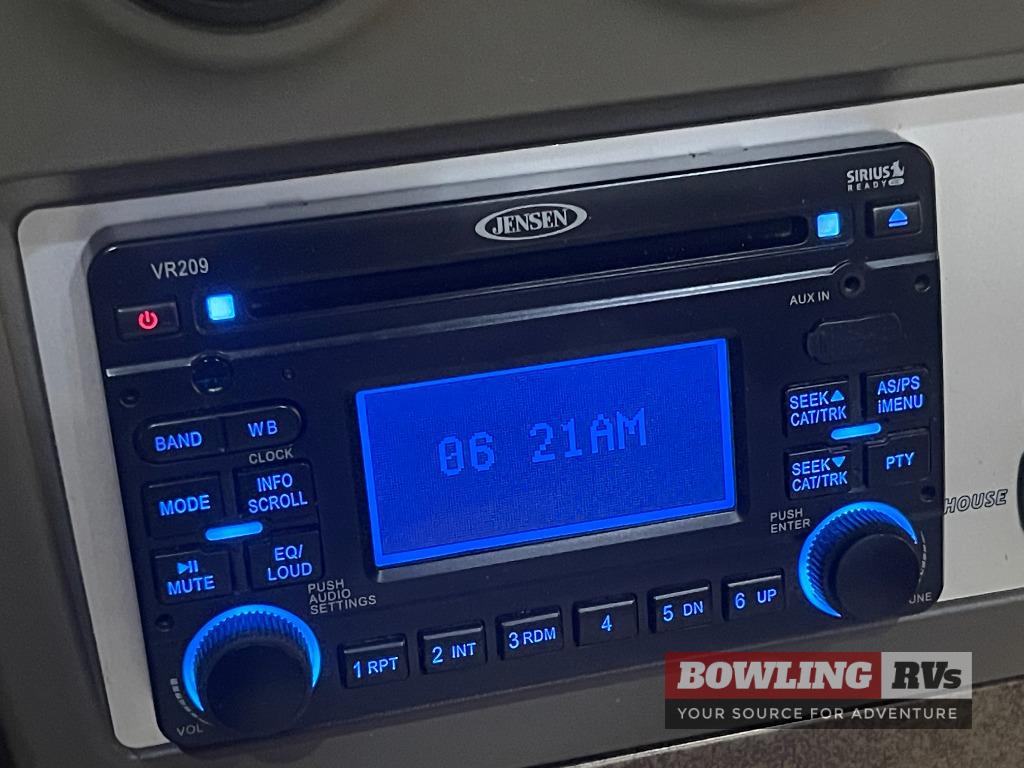 SIRIUS
READY
JENSEN
VR209
AUX IN
SEEK▲
CAT/TRK
AS/PS
iMENU
BAND
WB
CLOCK
06 21AM
MODE
INFO
SCROLL
SEEK▼
CAT/TRK
PTY
MUTE
EQ/
LOUD
PUSH
AUDIO
SETTINGS
PUSH
ENTER
HOUSE
1 RPT
2 INT
3 RDM
4
5 DN
6 UP
UNE
VOL
BOWLING RVs
YOUR SOURCE FOR ADVENTURE